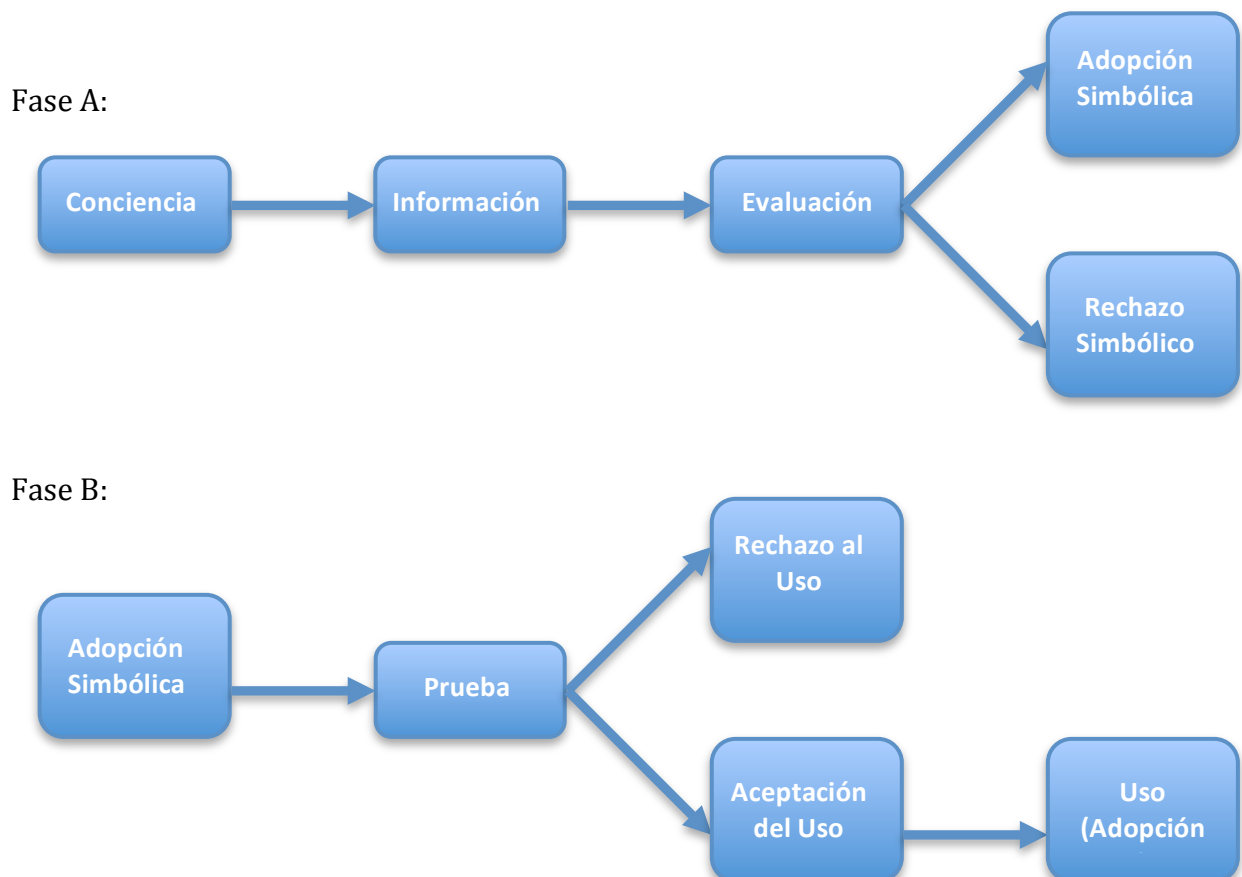 Fase A:
Adopción
Simbólica
Conciencia
Información
Evaluación
Rechazo
Simbólico
Fase B:
Rechazo al
Uso
Adopción
Simbólica
Prueba
Aceptación
del Uso
Uso
(Adopción